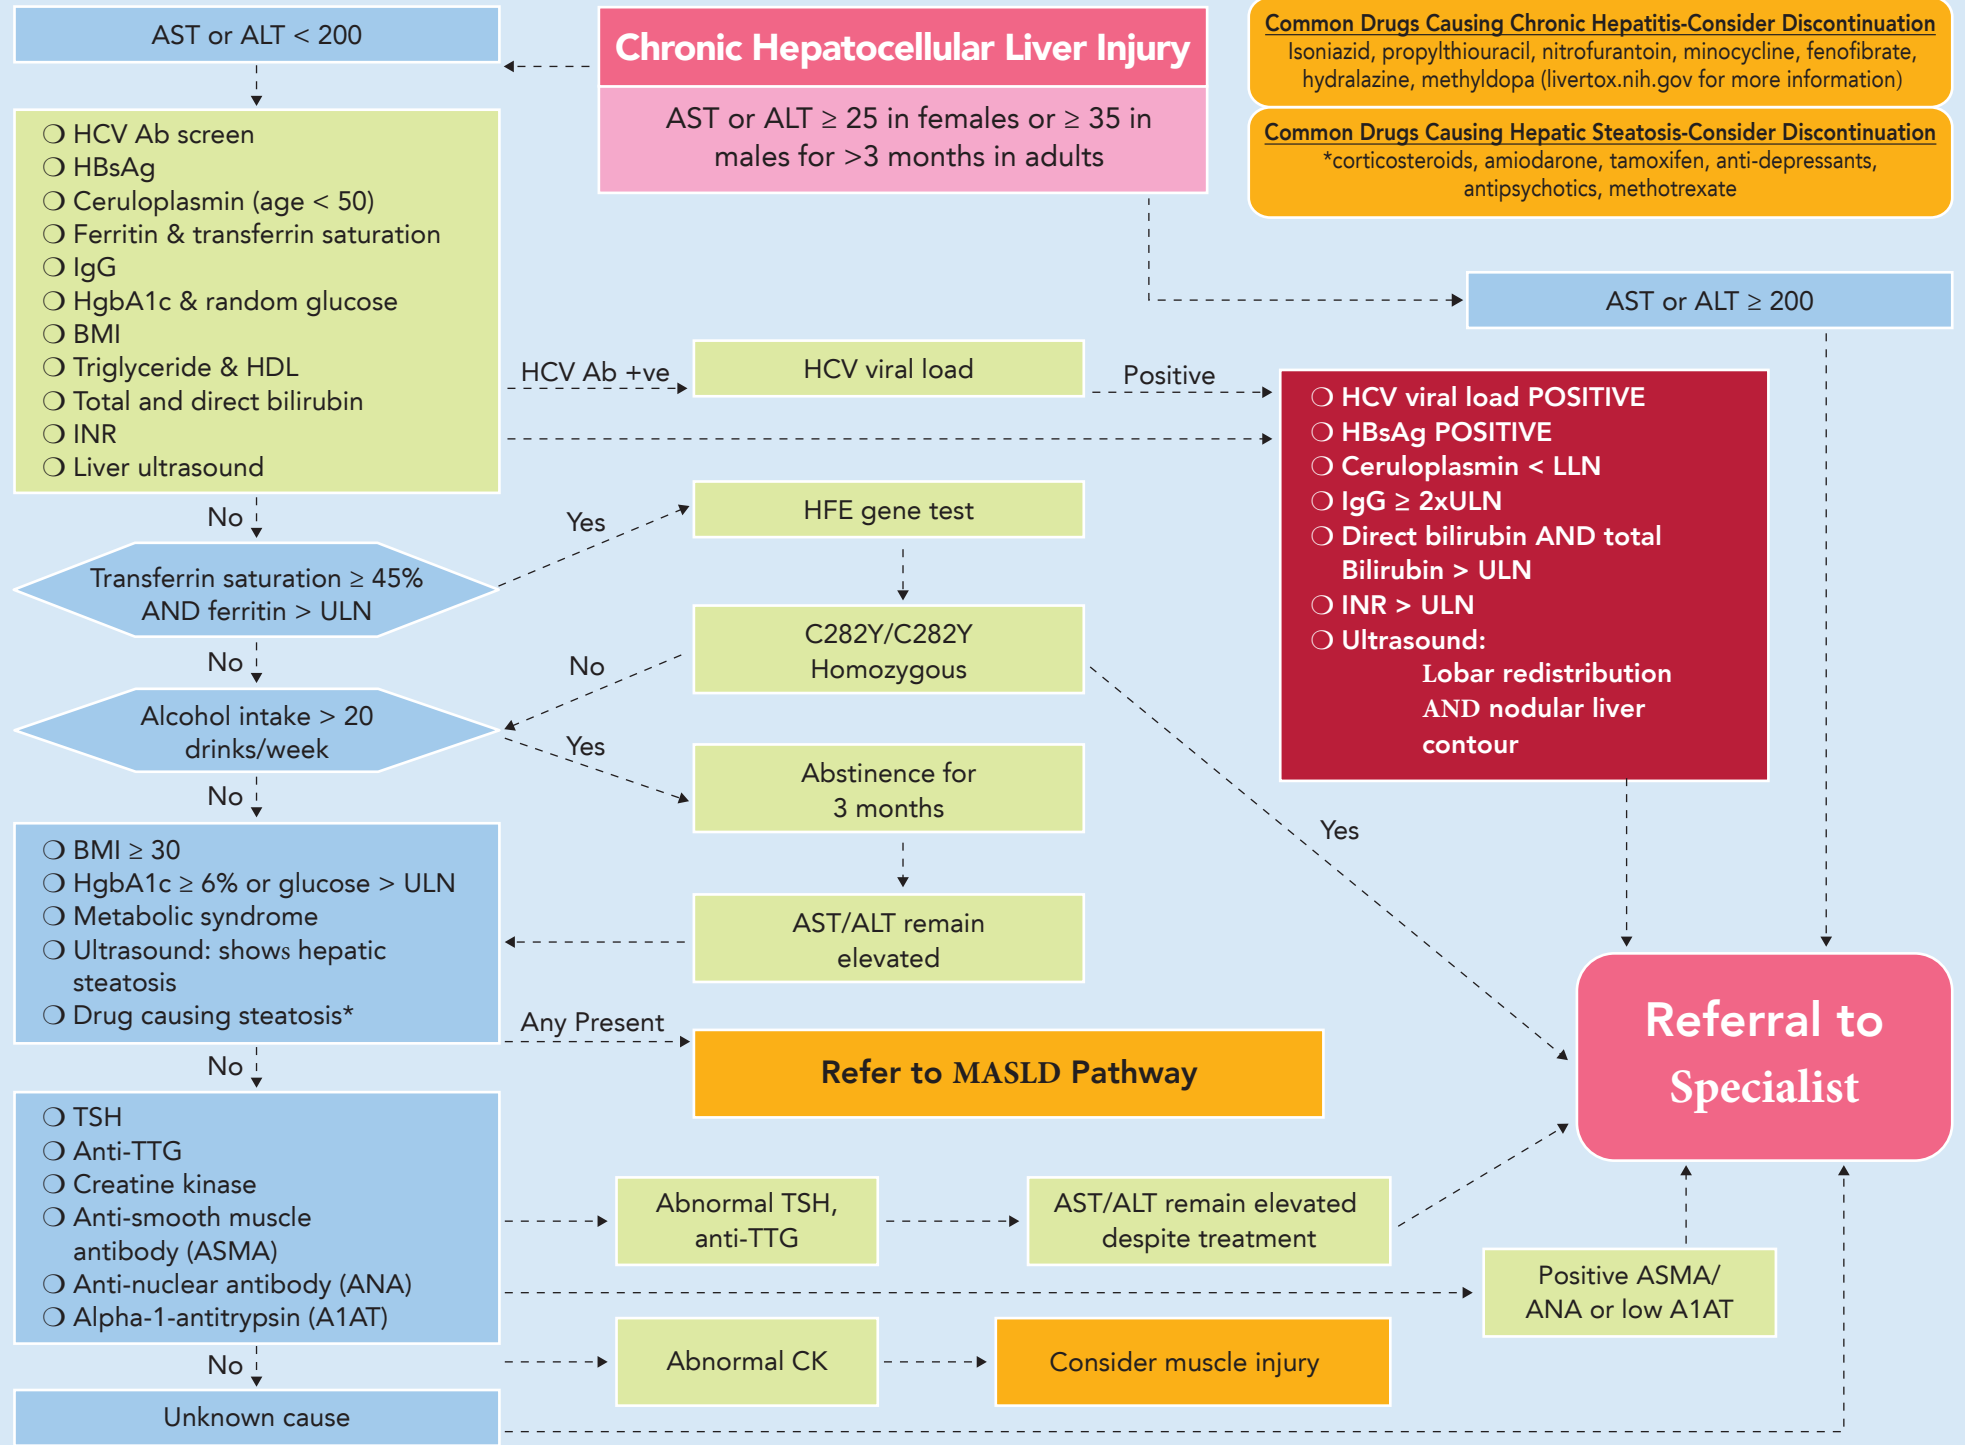 AST or ALT < 200
Chronic Hepatocellular Liver Injury
AST or ALT ≥ 25 in females or ≥ 35 in
males for >3 months in adults
Common Drugs Causing Chronic Hepatitis-Consider Discontinuation
Isoniazid, propylthiouracil, nitrofurantoin, minocycline, fenofibrate,
hydralazine, methyldopa (livertox.nih.gov for more information)
Common Drugs Causing Hepatic Steatosis-Consider Discontinuation
*corticosteroids, amiodarone, tamoxifen, anti-depressants,
antipsychotics, methotrexate
❍ HCV Ab screen
❍ HBsAg
❍ Ceruloplasmin (age < 50)
❍ Ferritin & transferrin saturation
❍ IgG
❍ HgbA1c & random glucose
❍ BMI
❍ Triglyceride & HDL
❍ Total and direct bilirubin
❍ INR
❍ Liver ultrasound
AST or ALT ≥ 200
HCV Ab +ve
HCV viral load
Positive
❍ HCV viral load POSITIVE
❍ HBsAg POSITIVE
❍ Ceruloplasmin < LLN
❍ IgG ≥ 2xULN
❍ Direct bilirubin AND total
Bilirubin > ULN
❍ INR > ULN
❍ Ultrasound:
Lobar redistribution
AND nodular liver
contour
No
Yes
HFE gene test
Transferrin saturation ≥ 45%
AND ferritin > ULN
C282Y/C282Y
Homozygous
No
No
Alcohol intake > 20
drinks/week
Yes
Abstinence for
3 months
No
Yes
❍ BMI ≥ 30
❍ HgbA1c ≥ 6% or glucose > ULN
❍ Metabolic syndrome
❍ Ultrasound: shows hepatic
steatosis
❍ Drug causing steatosis*
AST/ALT remain
elevated
Any Present
Refer to MASLD Pathway
Referral to
Specialist
No
❍ TSH
❍ Anti-TTG
❍ Creatine kinase
❍ Anti-smooth muscle
antibody (ASMA)
❍ Anti-nuclear antibody (ANA)
❍ Alpha-1-antitrypsin (A1AT)
Abnormal TSH,
anti-TTG
AST/ALT remain elevated
despite treatment
Positive ASMA/
ANA or low A1AT
No
Abnormal CK
Consider muscle injury
Unknown cause